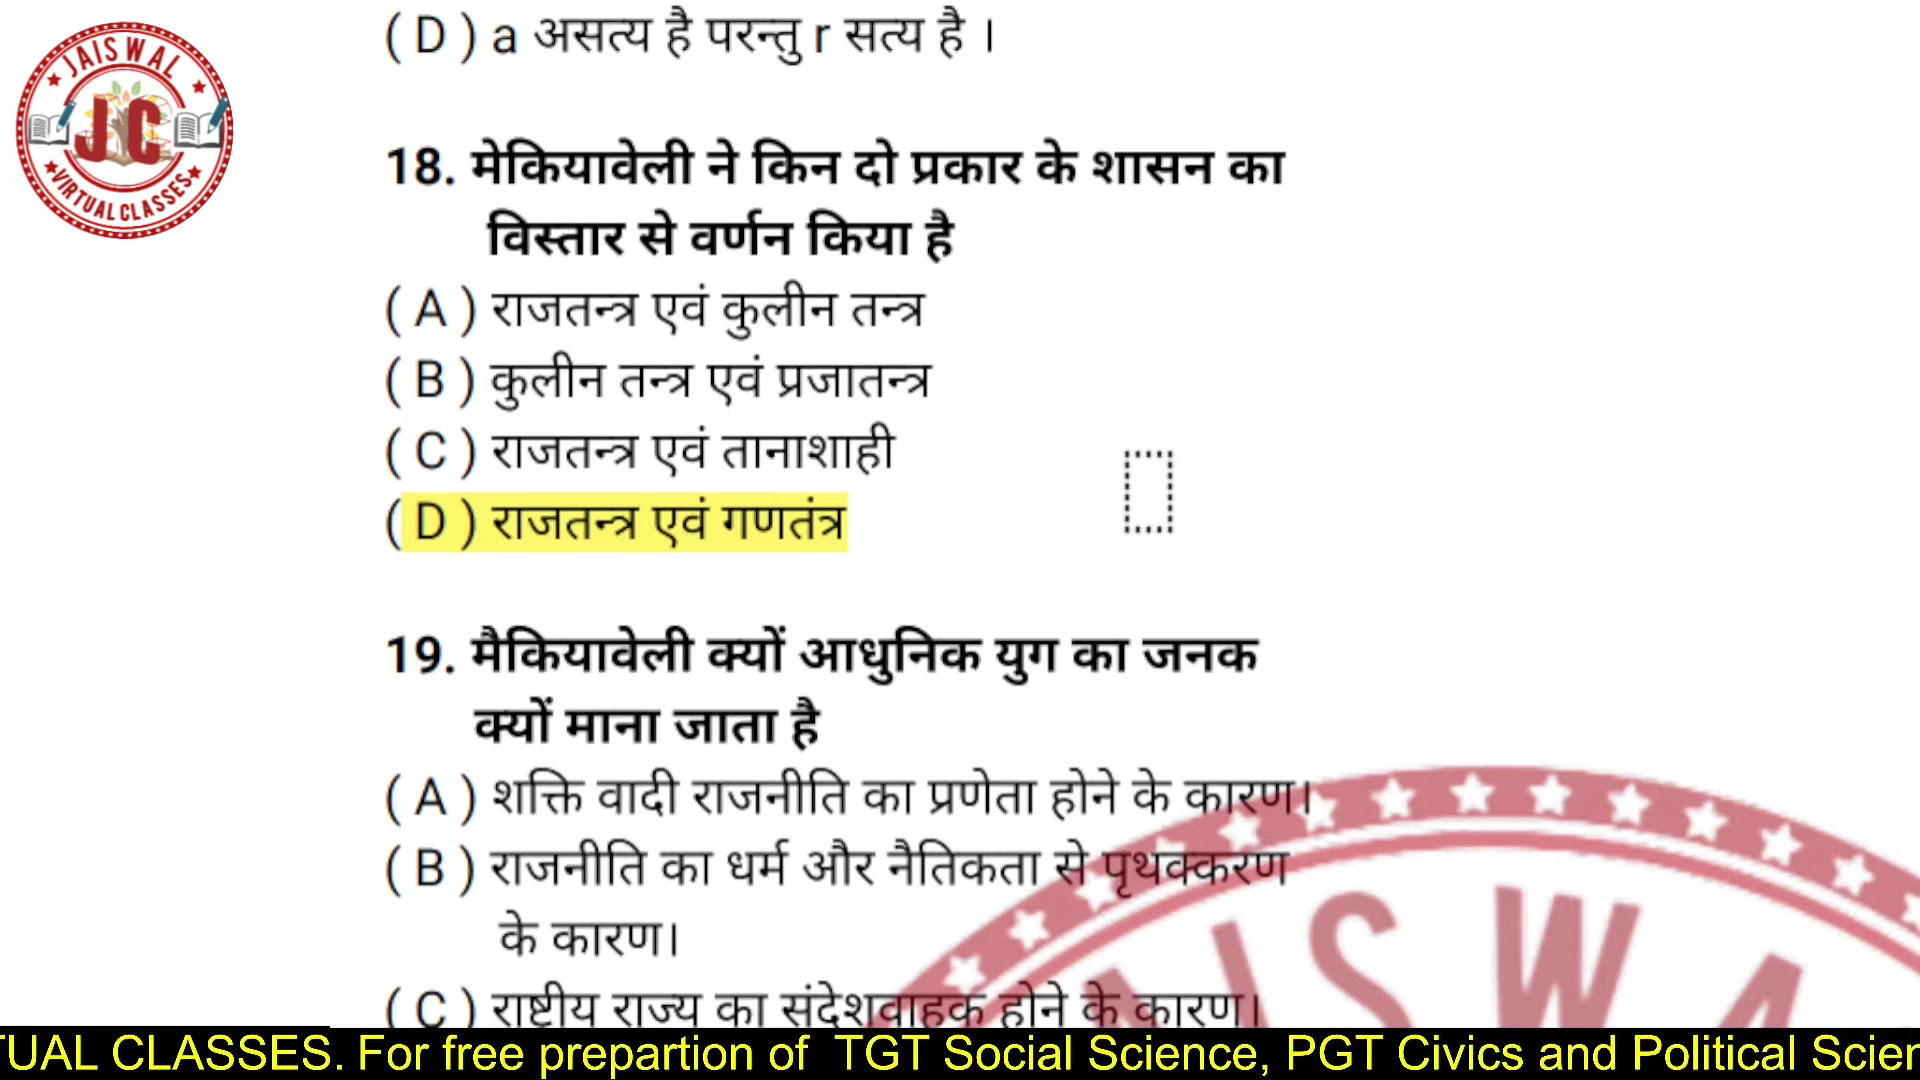 ( D ) a असत्य है परन्तु r सत्य है ।
JAISWAL
JC
VIRTUAL CLASSES
18. मेकियावेली ने किन दो प्रकार के शासन का
विस्तार से वर्णन किया है
( A ) राजतन्त्र एवं कुलीन तन्त्र
( B ) कुलीन तन्त्र एवं प्रजातन्त्र
( C ) राजतन्त्र एवं तानाशाही
( D ) राजतन्त्र एवं गणतंत्र
19. मैकियावेली क्यों आधुनिक युग का जनक
क्यों माना जाता है
( A ) शक्ति वादी राजनीति का प्रणेता होने के कारण।
( B ) राजनीति का धर्म और नैतिकता से पृथक्करण
के कारण।
( C ) राष्टीय राज्य का संदेशवाहक होने के कारण।
AISWA
TUAL CLASSES. For free prepartion of TGT Social Science, PGT Civics and Political Scier